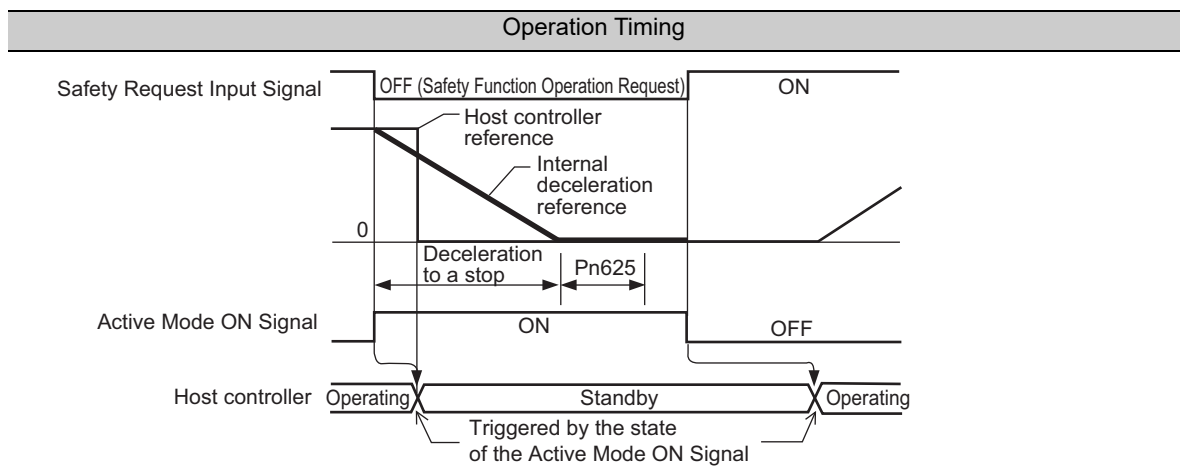 Operation Timing
Safety Request Input Signal
OFF (Safety Function Operation Request)
ON
Host controller
reference
Internal
deceleration
reference
0
Deceleration
to a stop
Pn625
Active Mode ON Signal
ON
OFF
Host controller
Operating
Standby
Operating
Triggered by the state
of the Active Mode ON Signal